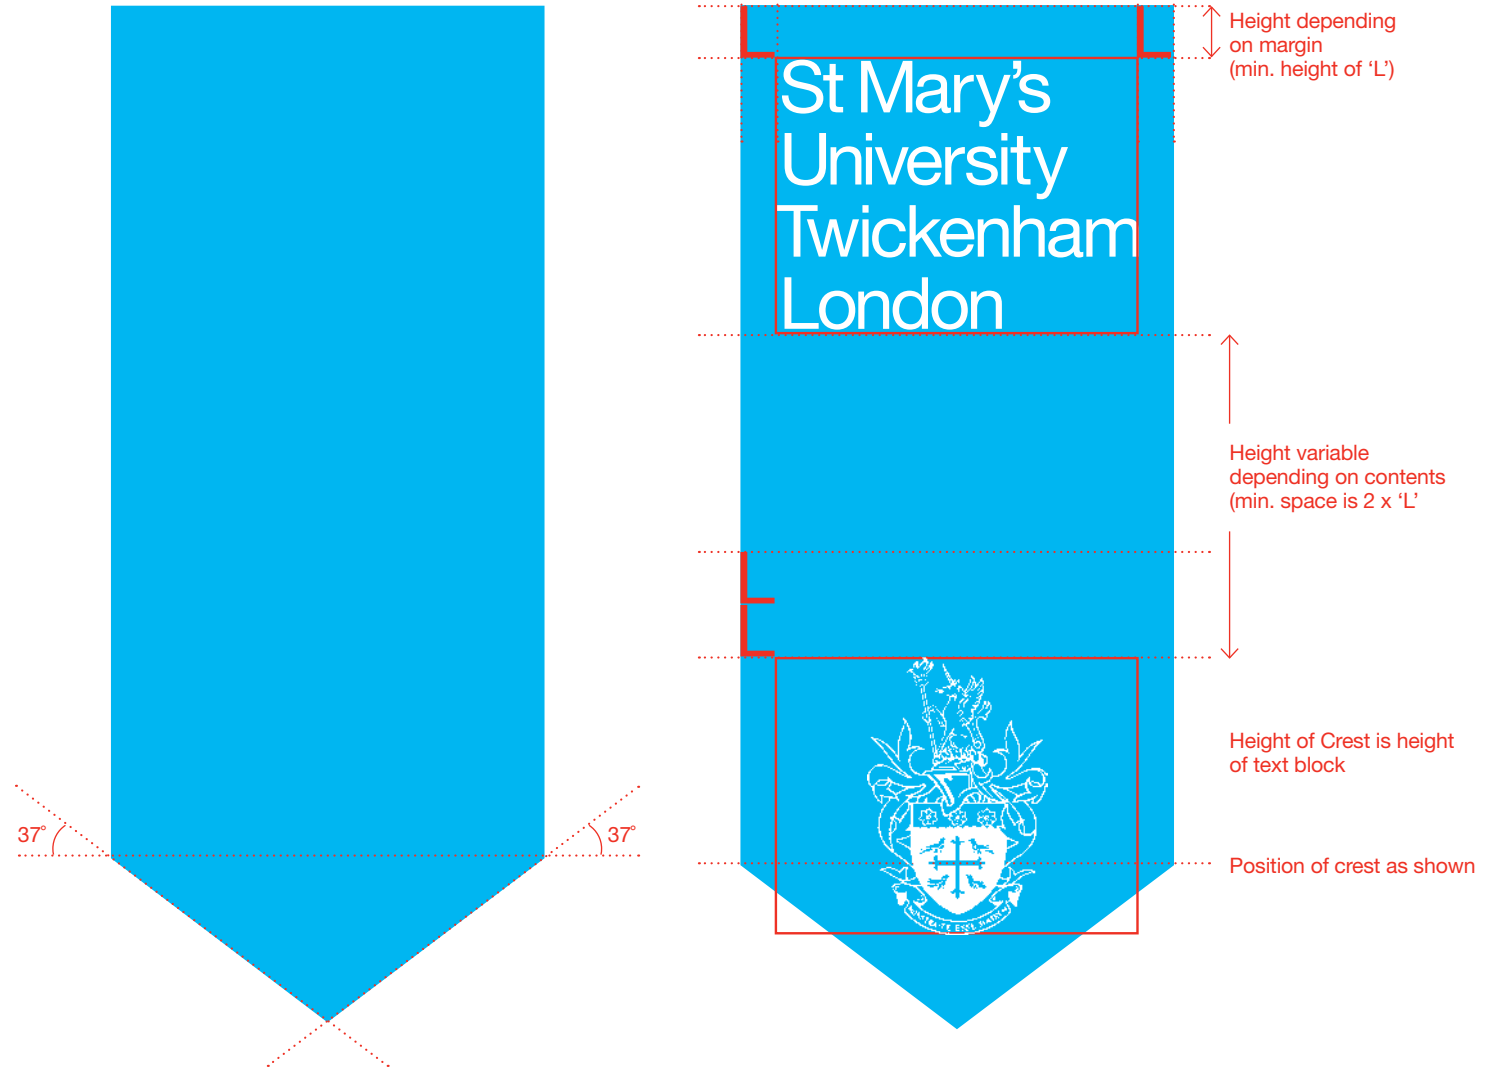 Height depending
on margin
(min. height of ‘L’)
St Mary’s
University
Twickenham
London
Height variable
depending on contents
(min. space is 2 x ‘L’
Height of Crest is height
of text block
37°
37°
Position of crest as shown